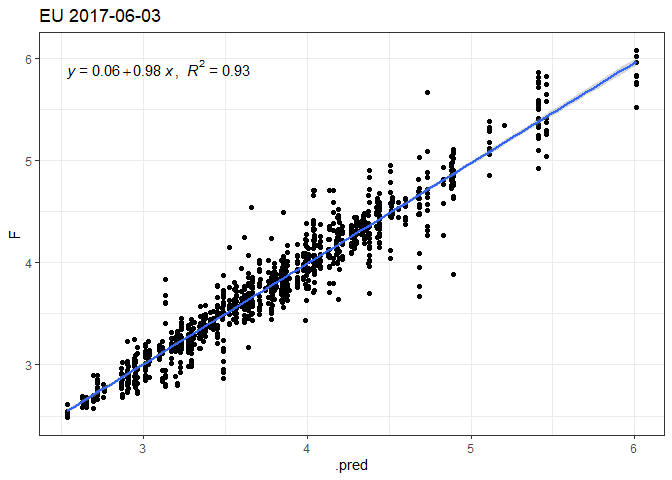 EU 2017-06-03
y = 0.06 + 0.98 x, R² = 0.93
6
5
4
3
F
3 4 5 6
.pred